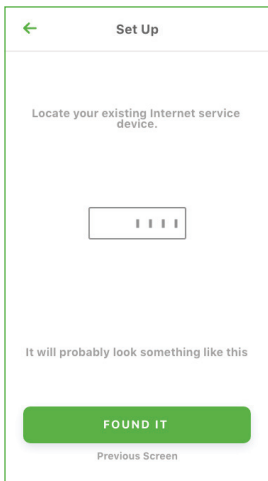 Set Up
Locate your existing Internet service
device.
It will probably look something like this
FOUND IT
Previous Screen